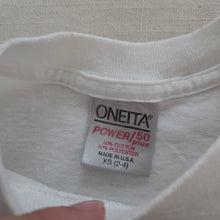 ONEITA
POWER/50
plus
50% COTTON
50% POLYESTER
MADE IN U.S.A.
XS (2-4)